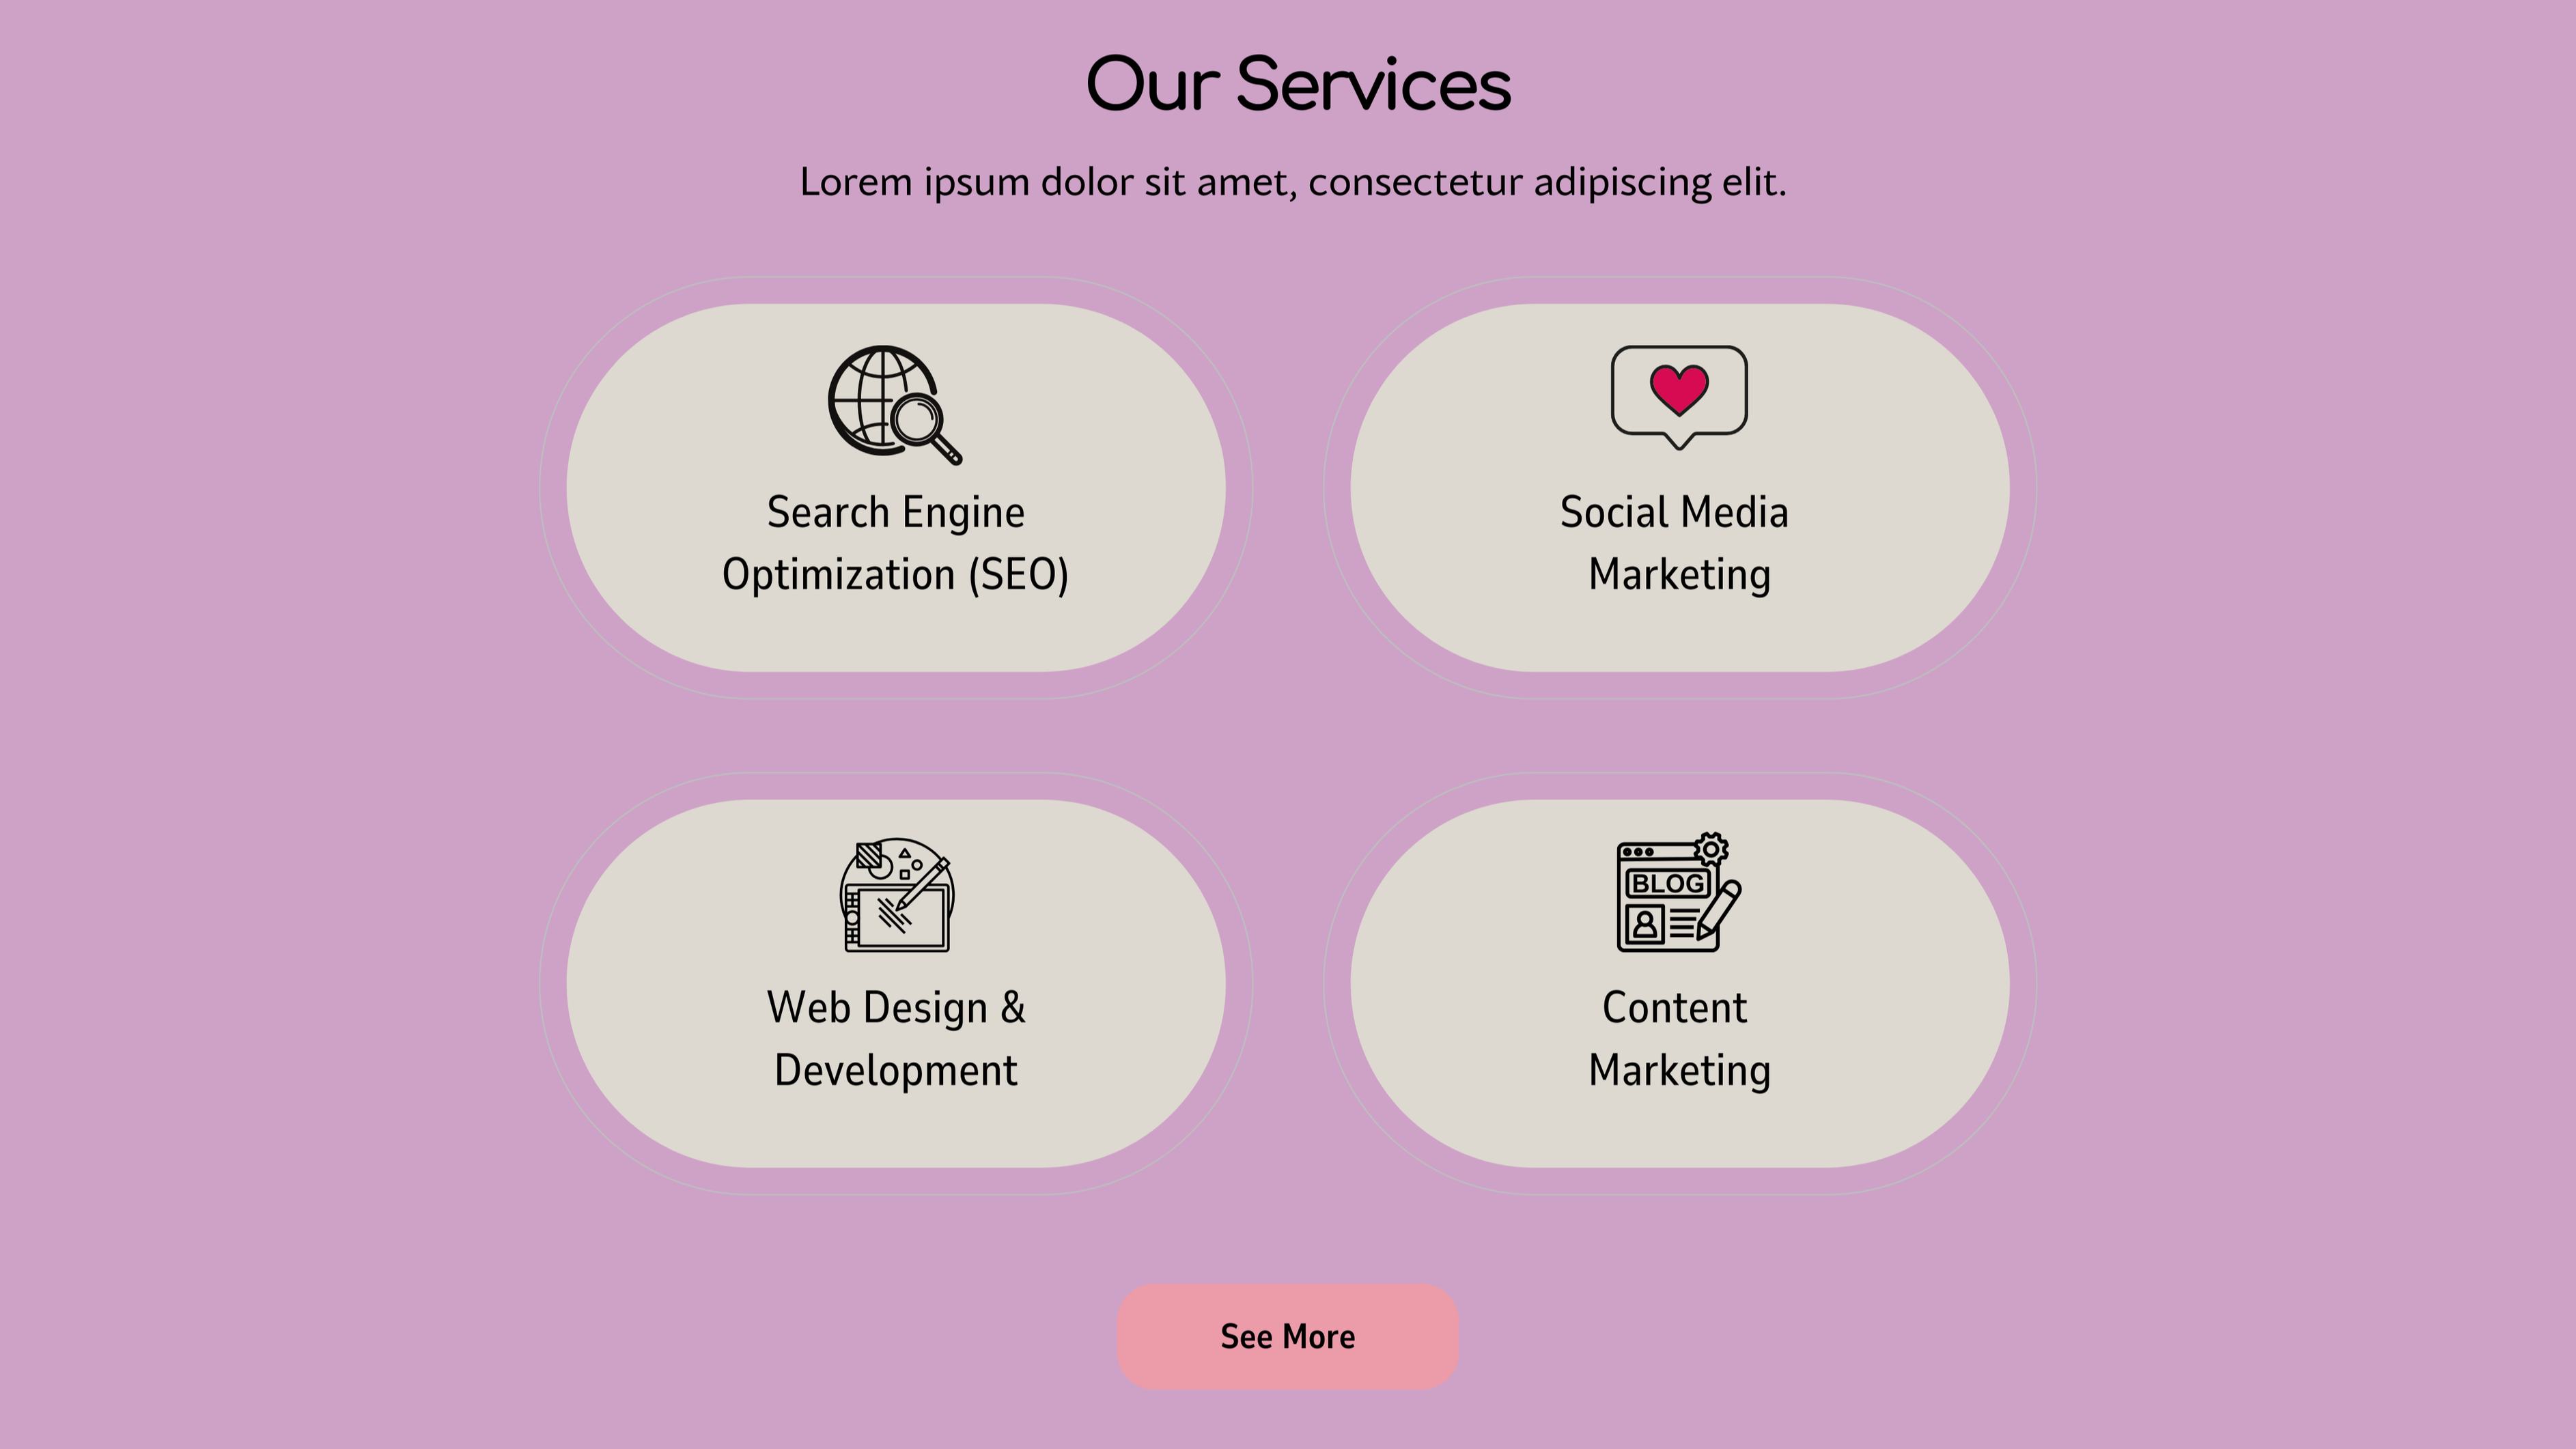 Our Services
Lorem ipsum dolor sit amet, consectetur adipiscing elit.
Search Engine
Optimization (SEO)
Social Media
Marketing
Web Design &
Development
BLOG
Content
Marketing
See More